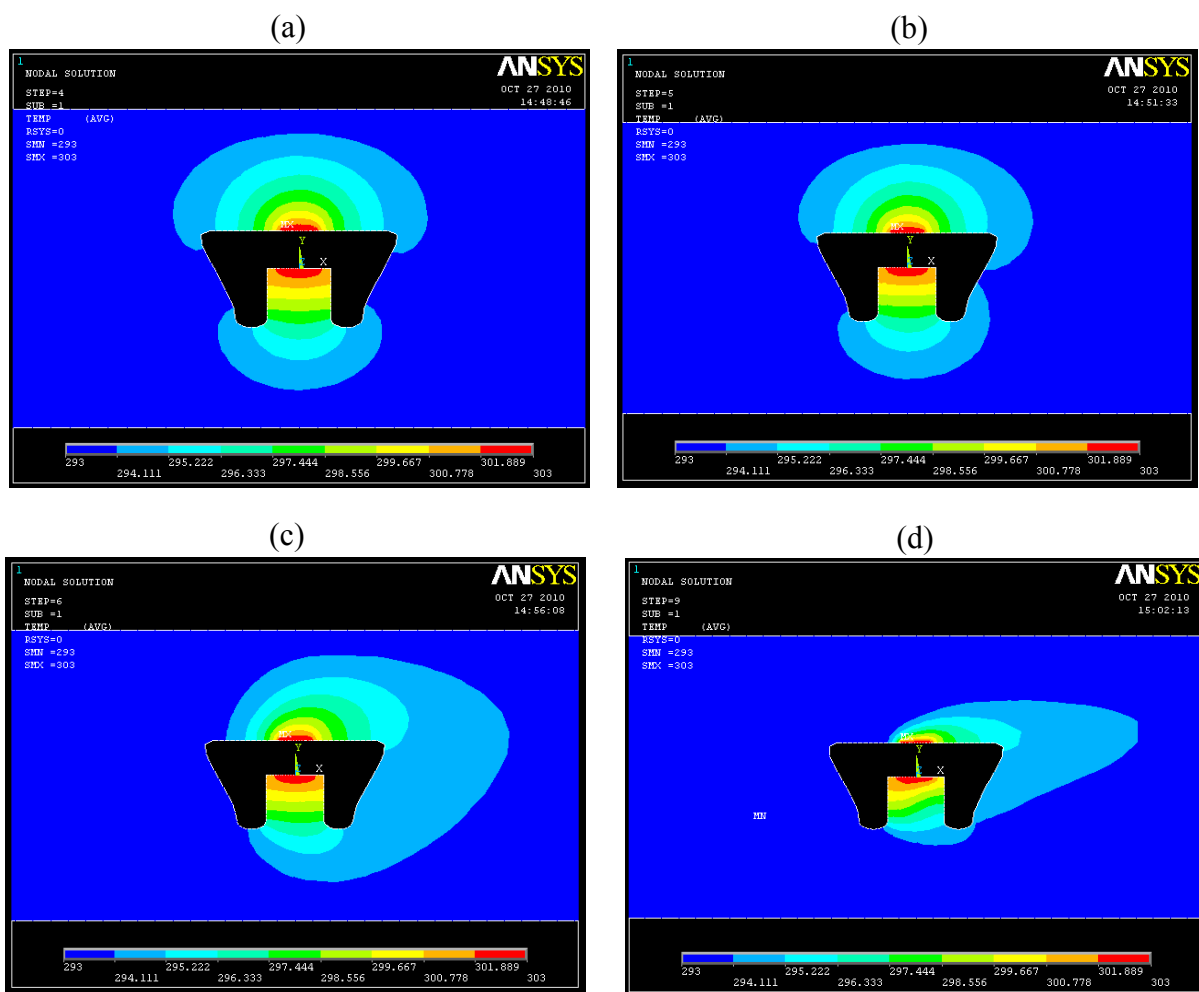 (a)
1
NODAL SOLUTION
ANSYS
STEP=4
OCT 27 2010
SUB =1
14:48:46
TEMP (AVG)
RSYS=0
SMN =293
SMX =303
MX
Y
X
293 295.222 297.444 299.667 301.889
294.111 296.333 298.556 300.778 303
(b)
1
NODAL SOLUTION
ANSYS
STEP=5
OCT 27 2010
SUB =1
14:51:33
TEMP (AVG)
RSYS=0
SMN =293
SMX =303
MX
Y
X
293 295.222 297.444 299.667 301.889
294.111 296.333 298.556 300.778 303
(c)
1
NODAL SOLUTION
ANSYS
STEP=6
OCT 27 2010
SUB =1
14:56:08
TEMP (AVG)
RSYS=0
SMN =293
SMX =303
MX
Y
X
293 295.222 297.444 299.667 301.889
294.111 296.333 298.556 300.778 303
(d)
1
NODAL SOLUTION
ANSYS
STEP=9
OCT 27 2010
SUB =1
15:02:13
TEMP (AVG)
RSYS=0
SMN =293
SMX =303
MX
Y
X
MN
293 295.222 297.444 299.667 301.889
294.111 296.333 298.556 300.778 303